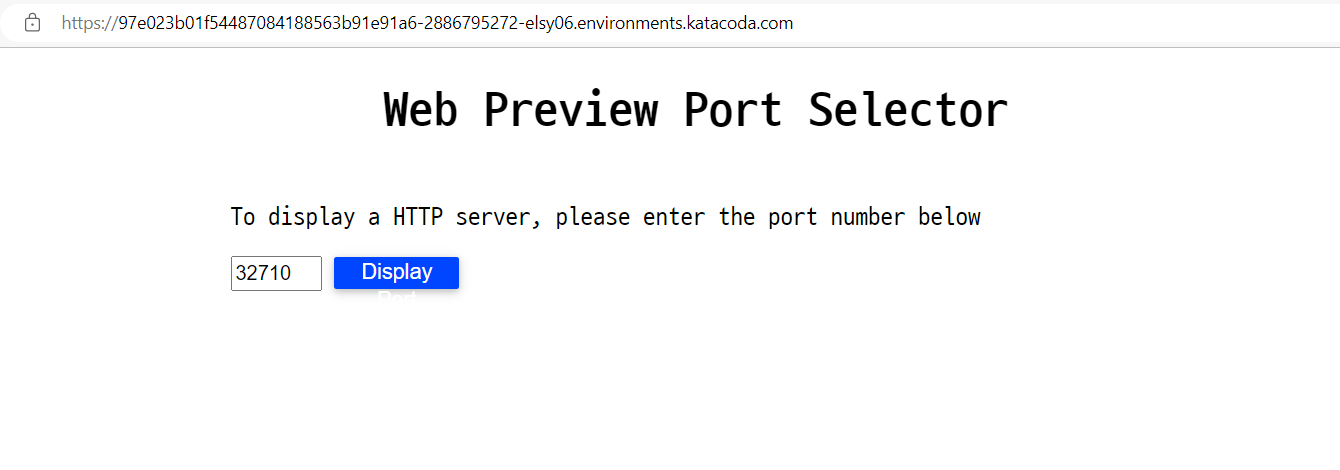 https://97e023b01f54487084188563b91e91a6-2886795272-elsy06.environments.katacoda.com
Web Preview Port Selector
To display a HTTP server, please enter the port number below
32710 Display
Port